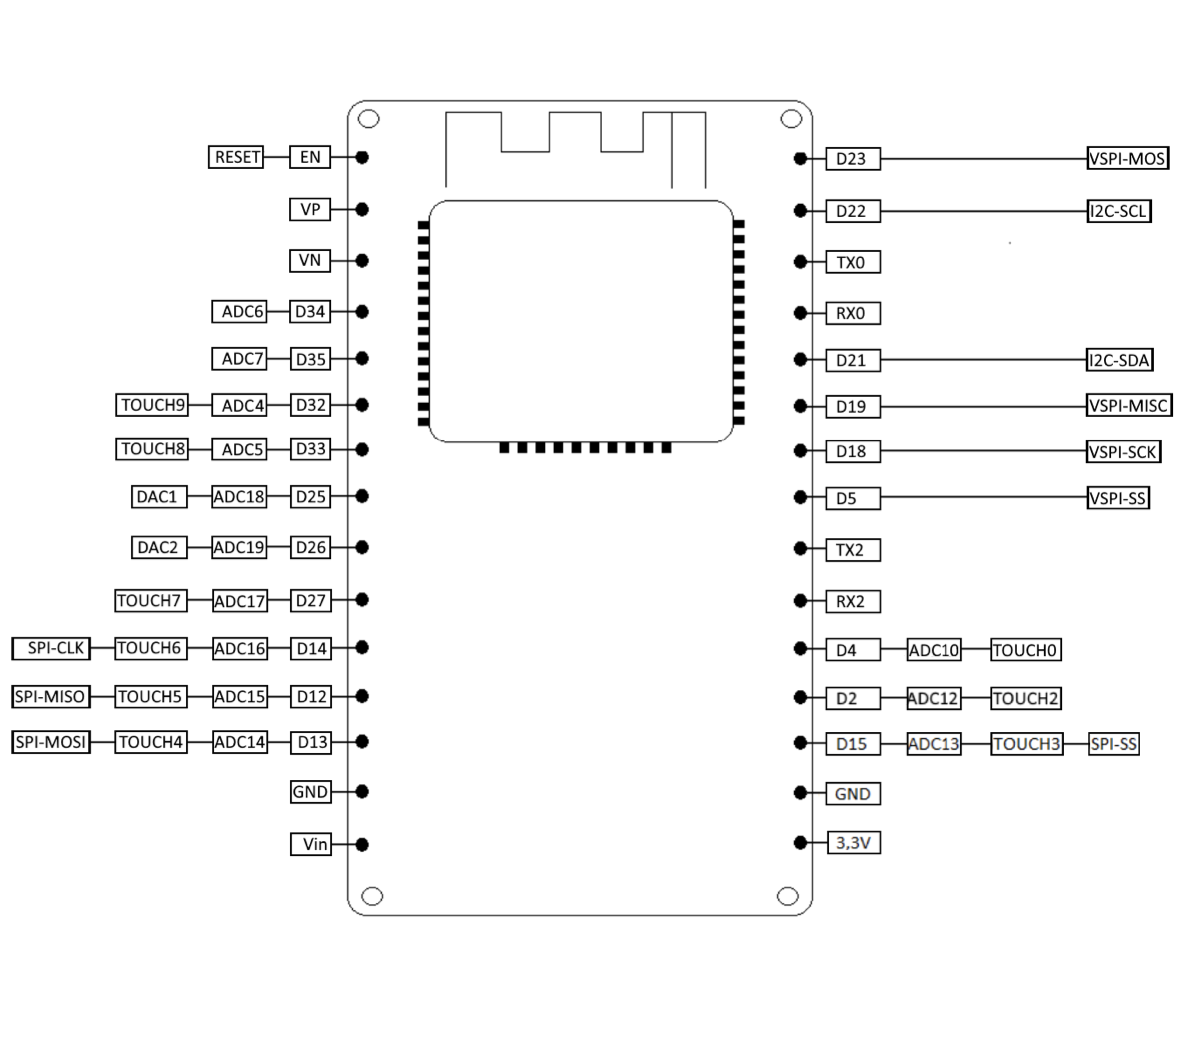 RESET EN D23 VSPI-MOS
VP D22 I2C-SCL
VN TX0
ADC6 D34 RX0
ADC7 D35 D21 I2C-SDA
TOUCH9 ADC4 D32 D19 VSPI-MISC
TOUCH8 ADC5 D33 D18 VSPI-SCK
DAC1 ADC18 D25 D5 VSPI-SS
DAC2 ADC19 D26 TX2
TOUCH7 ADC17 D27 RX2
SPI-CLK TOUCH6 ADC16 D14 D4 ADC10 TOUCH0
SPI-MISO TOUCH5 ADC15 D12 D2 ADC12 TOUCH2
SPI-MOSI TOUCH4 ADC14 D13 D15 ADC13 TOUCH3 SPI-SS
GND GND
Vin 3,3V